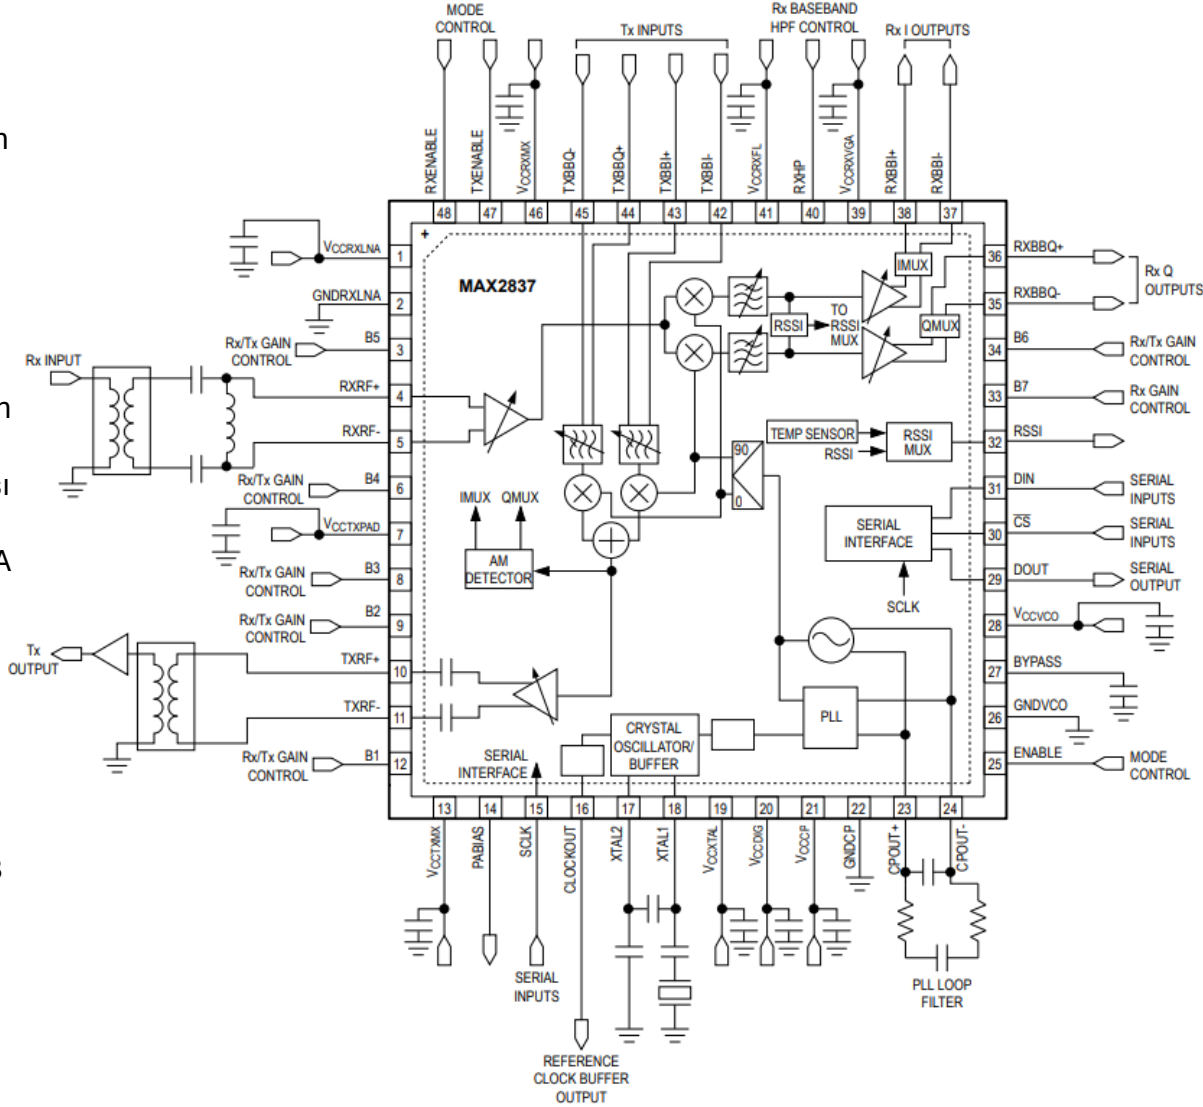 MODE
CONTROL
Tx INPUTS
Rx BASEBAND
HPF CONTROL
Rx I OUTPUTS
RXENABLE
TXENABLE
VCCRXMX
TXBBQ-
TXBBQ+
TXBBI+
TXBBI-
VCCRXFL
RXHP
VCCRXVGA
RXBBI+
RXBBI-
48
47
46
45
44
43
42
41
40
39
38
37
+
MAX2837
VCCRXLNA
1
GNDRXLNA
2
Rx/Tx GAIN
CONTROL
B5
3
Rx INPUT
RXRF+
4
RXRF-
5
Rx/Tx GAIN
CONTROL
B4
6
VCCTXPAD
7
Rx/Tx GAIN
CONTROL
B3
8
Rx/Tx GAIN
CONTROL
B2
9
Tx
OUTPUT
TXRF+
10
TXRF-
11
Rx/Tx GAIN
CONTROL
B1
12
IMUX
QMUX
RSSI
TO
RSSI
MUX
TEMP SENSOR
RSSI
RSSI
MUX
90
0
IMUX
QMUX
AM
DETECTOR
SERIAL
INTERFACE
SCLK
PLL
CRYSTAL
OSCILLATOR/
BUFFER
SERIAL
INTERFACE
36
RXBBQ+
Rx Q
OUTPUTS
35
RXBBQ-
34
B6
Rx/Tx GAIN
CONTROL
33
B7
Rx GAIN
CONTROL
32
RSSI
31
DIN
SERIAL
INPUTS
30
CS
SERIAL
INPUTS
29
DOUT
SERIAL
OUTPUT
28
VCCVCO
27
BYPASS
26
GNDVCO
25
ENABLE
MODE
CONTROL
13
14
15
16
17
18
19
20
21
22
23
24
VCCTXMX
PABIAS
SCLK
CLOCKOUT
XTAL2
XTAL1
VCCXTAL
VCCDIG
VCCCP
GNDCP
CPOUT+
CPOUT-
SERIAL
INPUTS
PLL LOOP
FILTER
REFERENCE
CLOCK BUFFER
OUTPUT